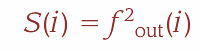 S(i) = f²out(i)